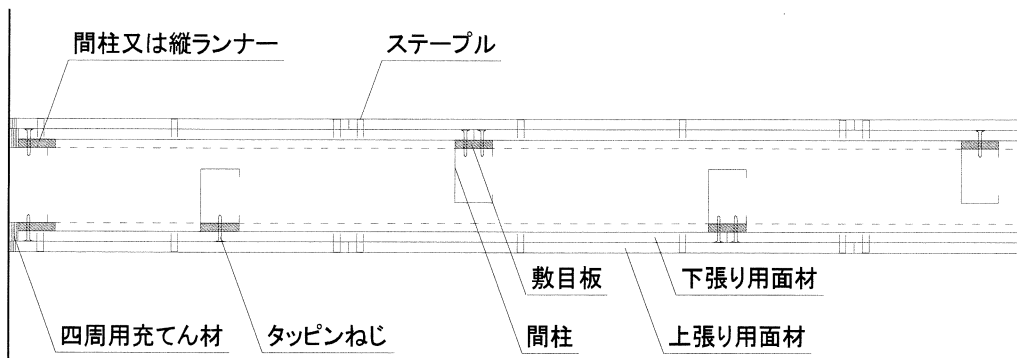 間柱又は縦ランナー
ステープル
敷目板
下張り用面材
四周用充てん材
タッピンねじ
間柱
上張り用面材